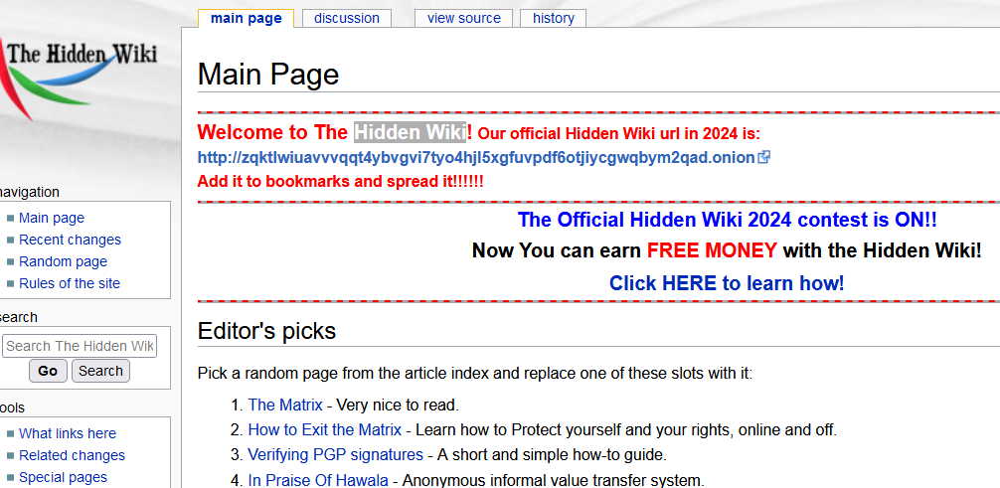 main page discussion view source history
The Hidden Wiki
Main Page
Welcome to The Hidden Wiki! Our official Hidden Wiki url in 2024 is:
http://zqktlwiuavvvqqt4ybvgvi7tyo4hjl5xgfuvpdf6otjiycgwqbym2qad.onion
Add it to bookmarks and spread it!!!!!!
The Official Hidden Wiki 2024 contest is ON!!
Now You can earn FREE MONEY with the Hidden Wiki!
Click HERE to learn how!
navigation
Main page
Recent changes
Random page
Rules of the site
search
Search The Hidden Wik
Go Search
tools
What links here
Related changes
Special pages
Editor's picks
Pick a random page from the article index and replace one of these slots with it:
1. The Matrix - Very nice to read.
2. How to Exit the Matrix - Learn how to Protect yourself and your rights, online and off.
3. Verifying PGP signatures - A short and simple how-to guide.
4. In Praise Of Hawala - Anonymous informal value transfer system.